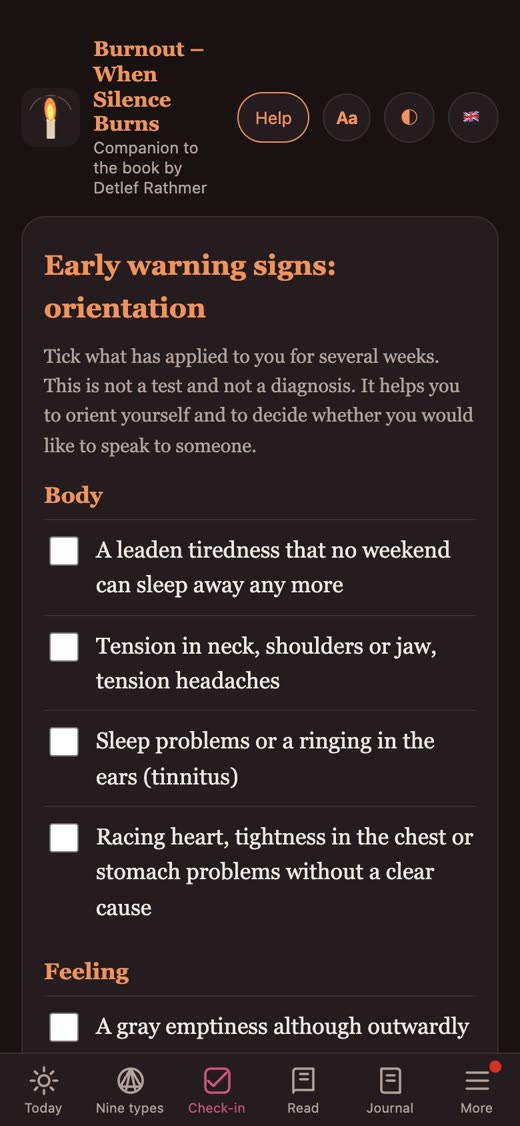 Burnout –
When
Silence
Burns
Companion to
the book by
Detlef Rathmer
Help
Aa
Early warning signs:
orientation
Tick what has applied to you for several weeks.
This is not a test and not a diagnosis. It helps you
to orient yourself and to decide whether you would
like to speak to someone.
Body
A leaden tiredness that no weekend
can sleep away any more
Tension in neck, shoulders or jaw,
tension headaches
Sleep problems or a ringing in the
ears (tinnitus)
Racing heart, tightness in the chest or
stomach problems without a clear
cause
Feeling
A gray emptiness although outwardly
Today
Nine types
Check-in
Read
Journal
More